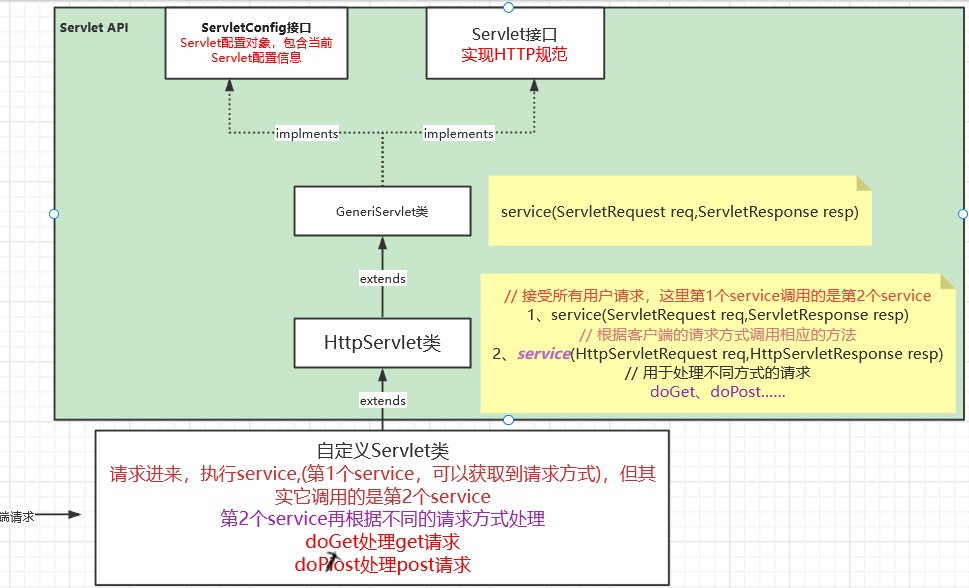 Servlet API
ServletConfig接口
Servlet配置对象，包含当前
Servlet配置信息
Servlet接口
实现HTTP规范
implments
implements
GeneriServlet类
service(ServletRequest req,ServletResponse resp)
extends
HttpServlet类
// 接受所有用户请求，这里第1个service调用的是第2个service
1、service(ServletRequest req,ServletResponse resp)
// 根据客户端的请求方式调用相应的方法
2、service(HttpServletRequest req,HttpServletResponse resp)
// 用于处理不同方式的请求
doGet、doPost......
extends
自定义Servlet类
请求进来，执行service,(第1个service，可以获取到请求方式)，但其
实它调用的是第2个service
第2个service再根据不同的请求方式处理
doGet处理get请求
处理post请求
端请求